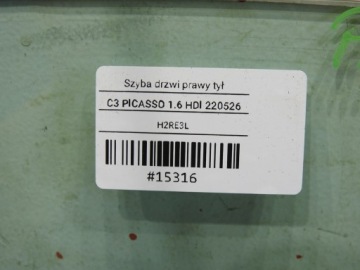 Szyba drzwi prawy tył
C3 PICASSO 1.6 HDI 220526
H2RE3L
#15316